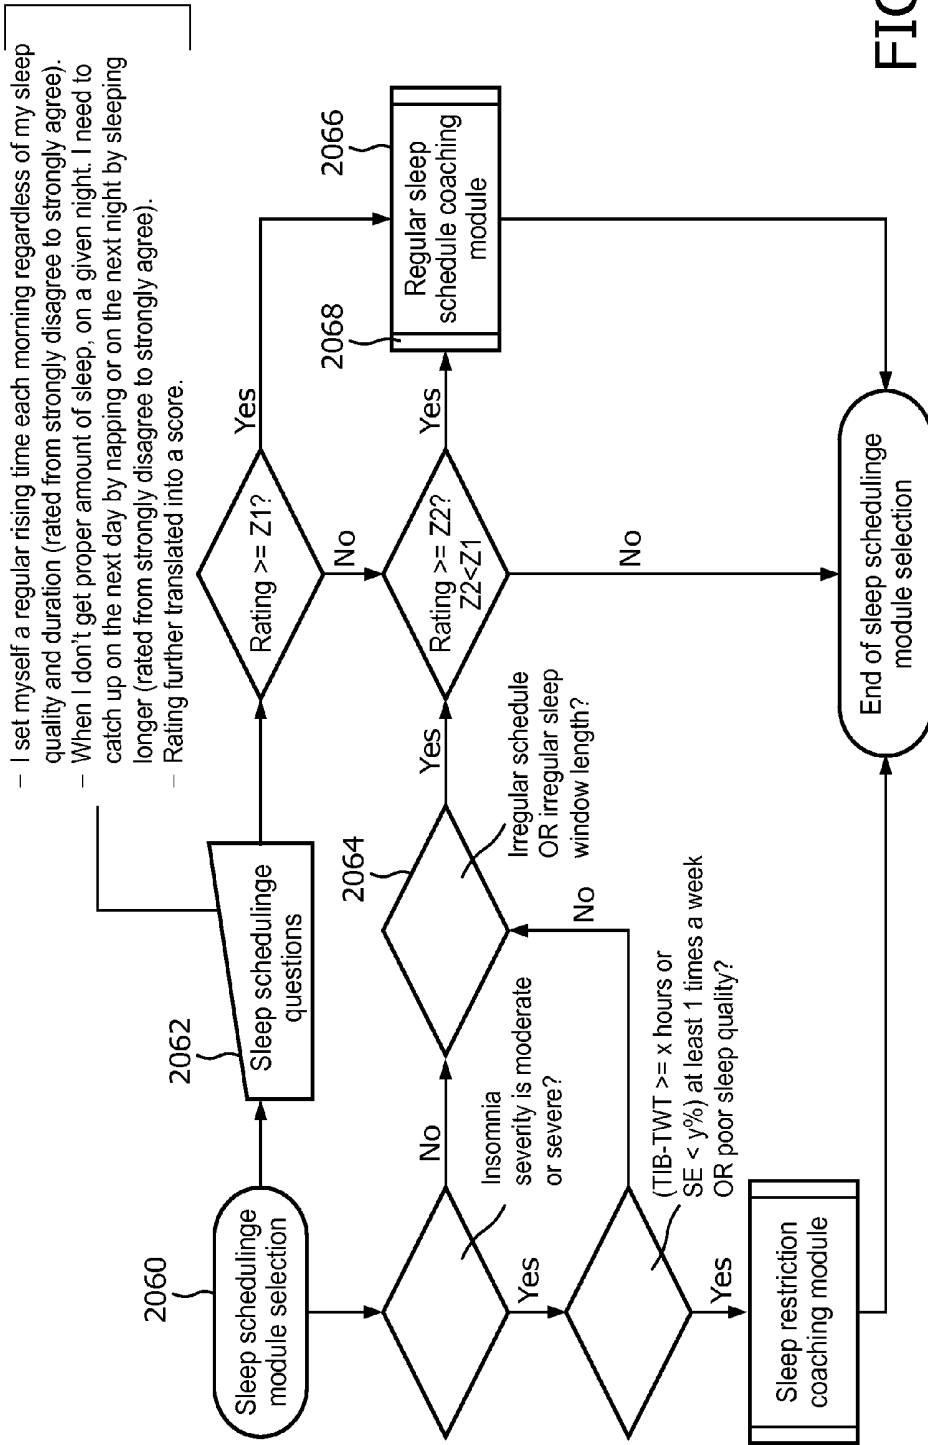 – I set myself a regular rising time each morning regardless of my sleep
quality and duration (rated from strongly disagree to strongly agree).
– When I don't get proper amount of sleep, on a given night. I need to
catch up on the next day by napping or on the next night by sleeping
longer (rated from strongly disagree to strongly agree).
– Rating further translated into a score.
2060
Sleep schedulinge
module selection
2062
Sleep schedulinge
questions
Rating >= Z1?
Yes
No
Insomnia
severity is moderate
or severe?
No
Yes
2064
Irregular schedule
OR irregular sleep
window length?
Yes
Rating >= Z2?
Z2<Z1
Yes
No
2068
2066
Regular sleep
schedule coaching
module
(TIB-TWT >= x hours or
SE < y%) at least 1 times a week
OR poor sleep quality?
No
Yes
Sleep restriction
coaching module
End of sleep schedulinge
module selection
FIG